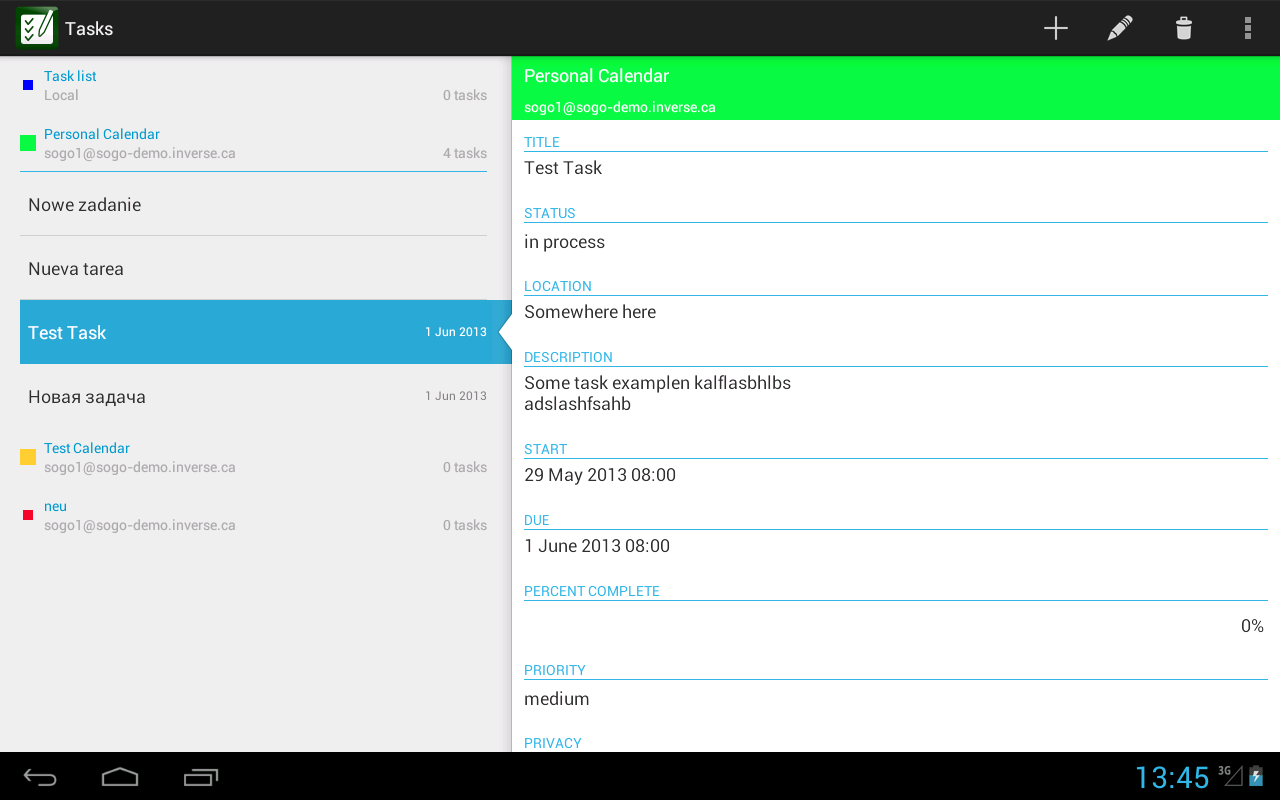 Tasks
Task list
Local 0 tasks
Personal Calendar
sogo1@sogo-demo.inverse.ca 4 tasks
Nowe zadanie
Nueva tarea
Test Task 1 Jun 2013
Новая задача 1 Jun 2013
Test Calendar
sogo1@sogo-demo.inverse.ca 0 tasks
neu
sogo1@sogo-demo.inverse.ca 0 tasks
Personal Calendar
sogo1@sogo-demo.inverse.ca
TITLE
Test Task
STATUS
in process
LOCATION
Somewhere here
DESCRIPTION
Some task examplen kalflasbhlbs
adslashfsahb
START
29 May 2013 08:00
DUE
1 June 2013 08:00
PERCENT COMPLETE
0%
PRIORITY
medium
PRIVACY
13:45 3G